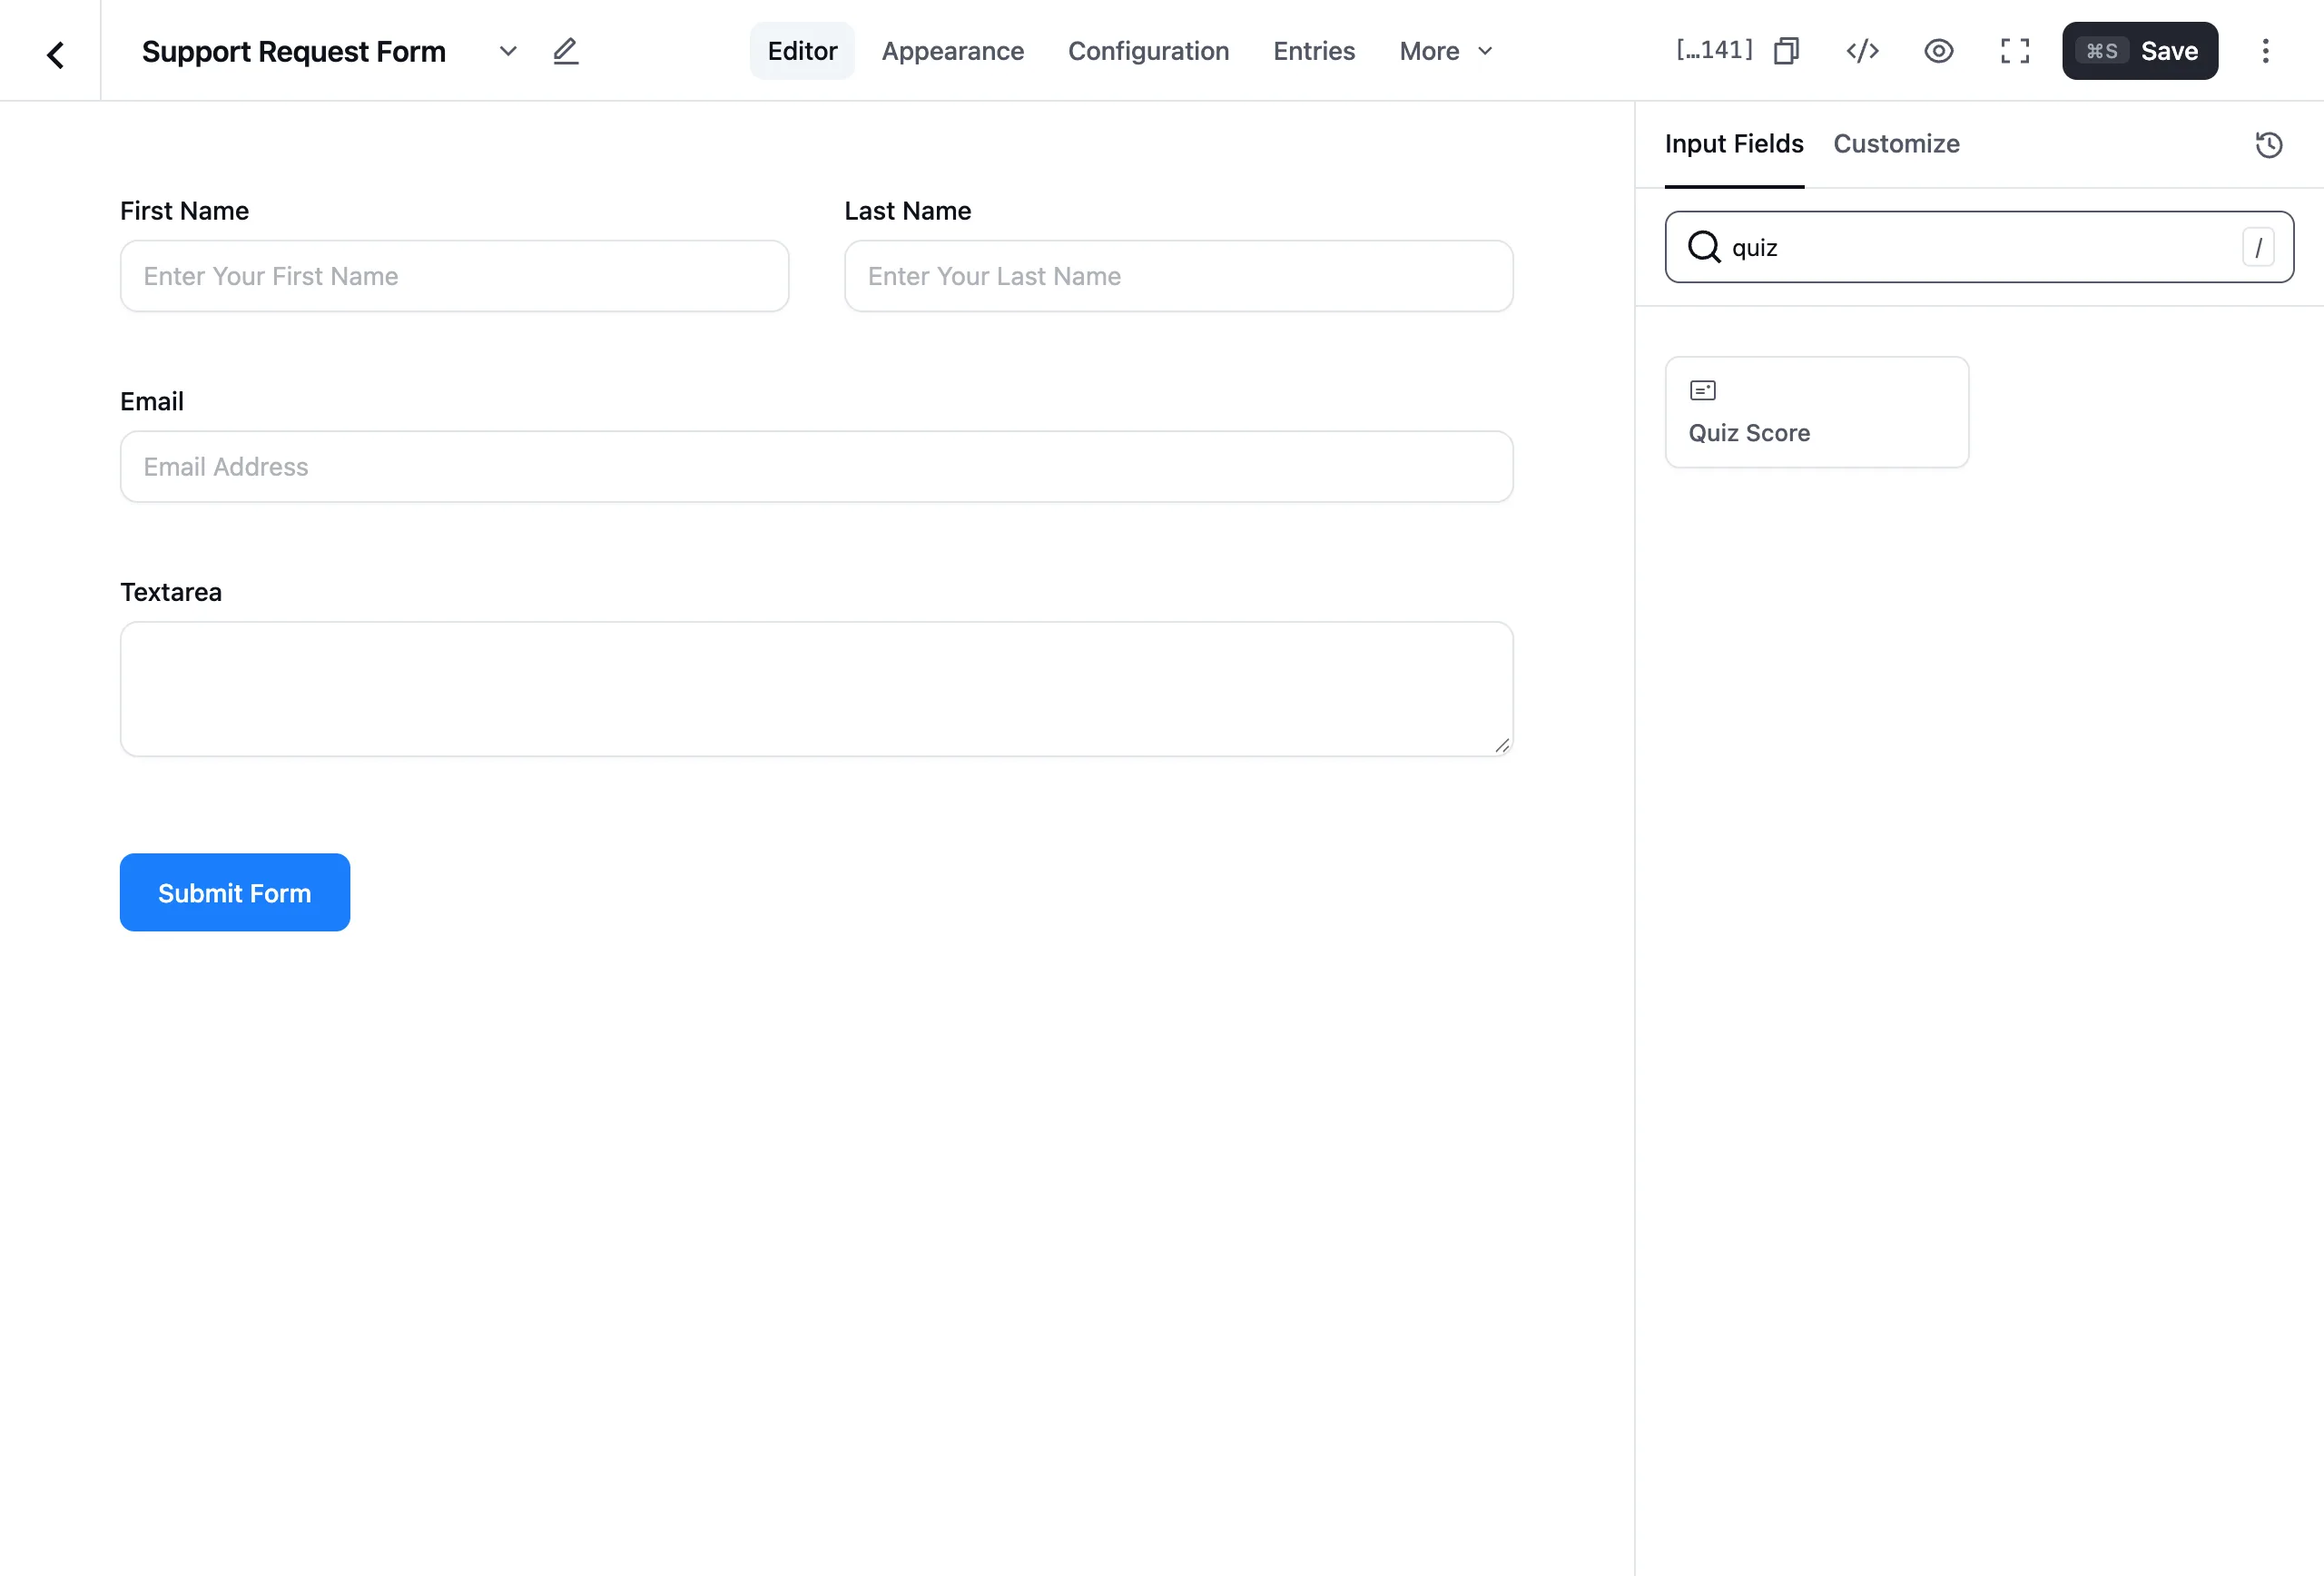 Support Request Form
Editor
Appearance
Configuration
Entries
More
[…141]
</>
⌘S Save
Input Fields
Customize
quiz
/
Quiz Score
First Name
Last Name
Enter Your First Name
Enter Your Last Name
Email
Email Address
Textarea
Submit Form